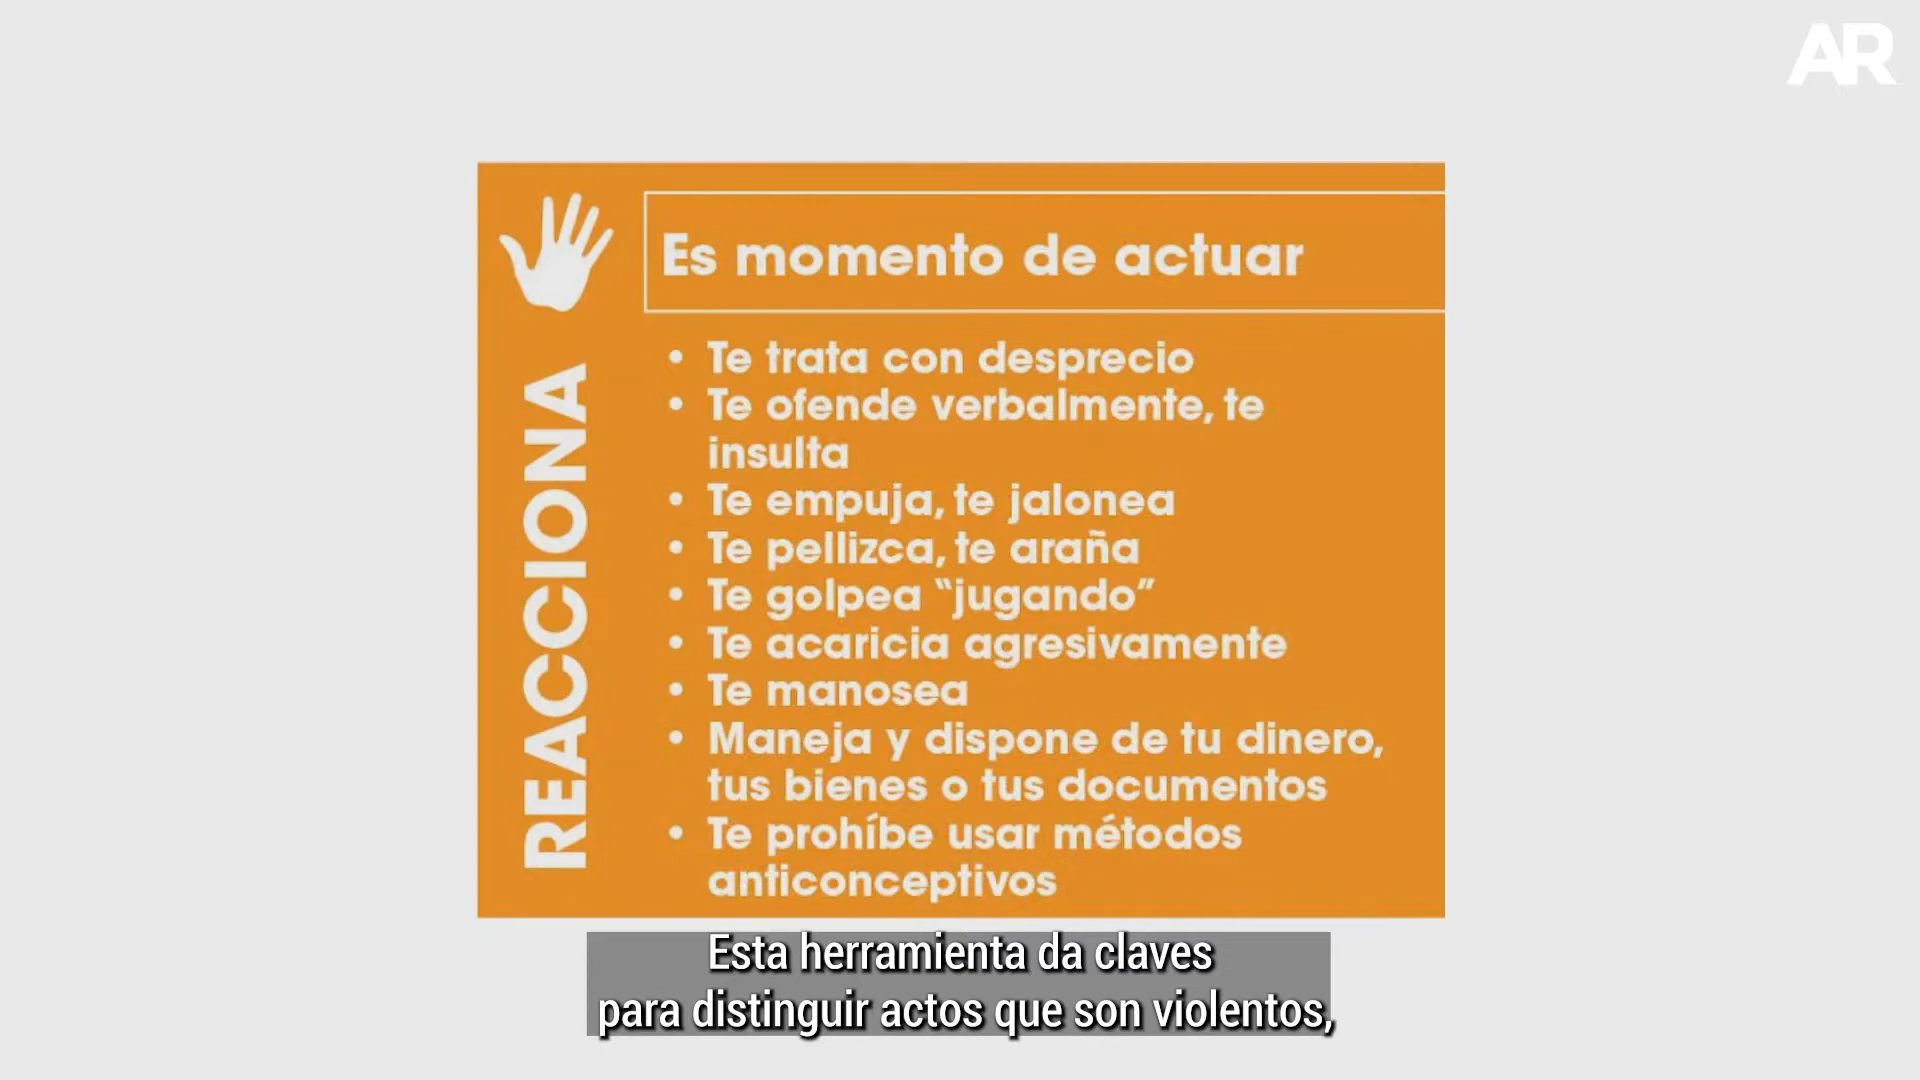 AR
Es momento de actuar
REACCIONA
• Te trata con desprecio
• Te ofende verbalmente, te
insulta
• Te empuja, te jalonea
• Te pellizca, te araña
• Te golpea “jugando”
• Te acaricia agresivamente
• Te manosea
• Maneja y dispone de tu dinero,
tus bienes o tus documentos
• Te prohíbe usar métodos
anticonceptivos
Esta herramienta da claves
para distinguir actos que son violentos,